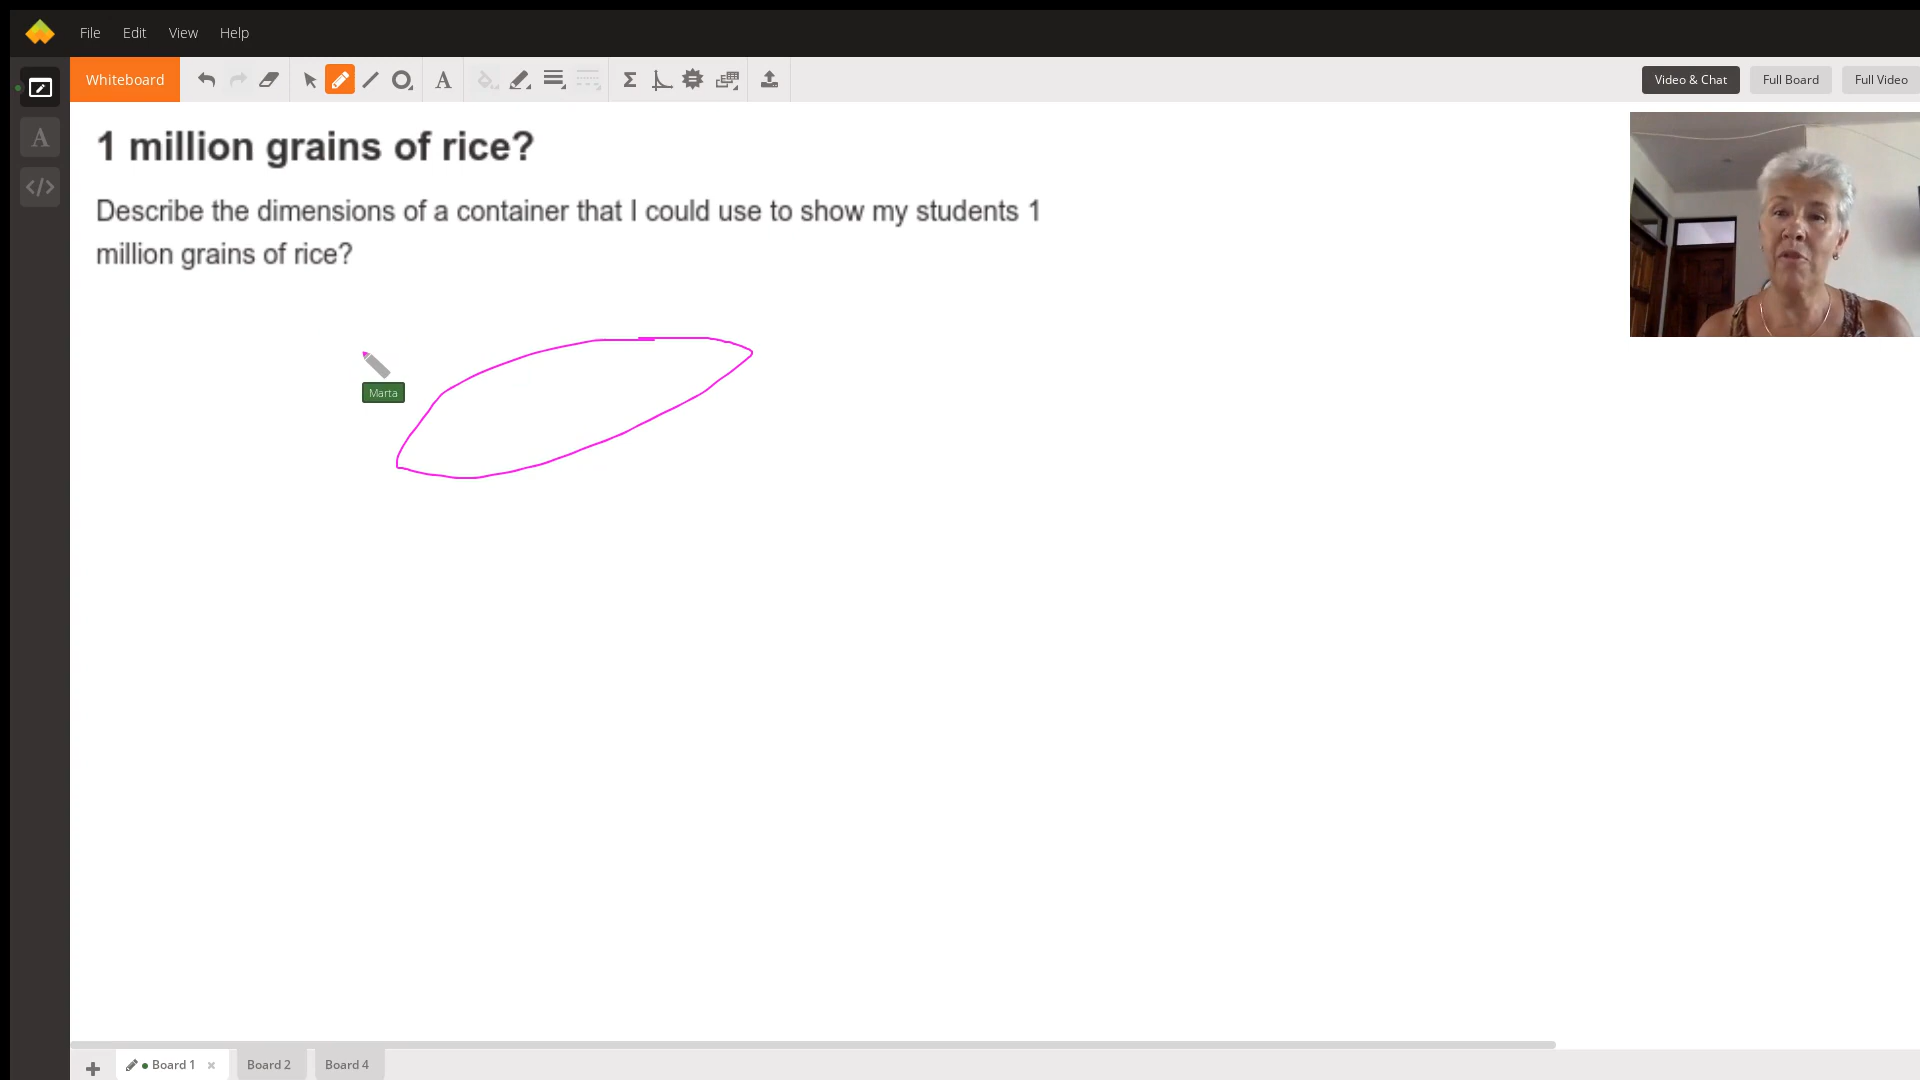 File Edit View Help
Whiteboard
A
Σ
Video & Chat Full Board Full Video
A
</>
1 million grains of rice?
Describe the dimensions of a container that I could use to show my students 1
million grains of rice?
Marta
Board 1 Board 2 Board 4